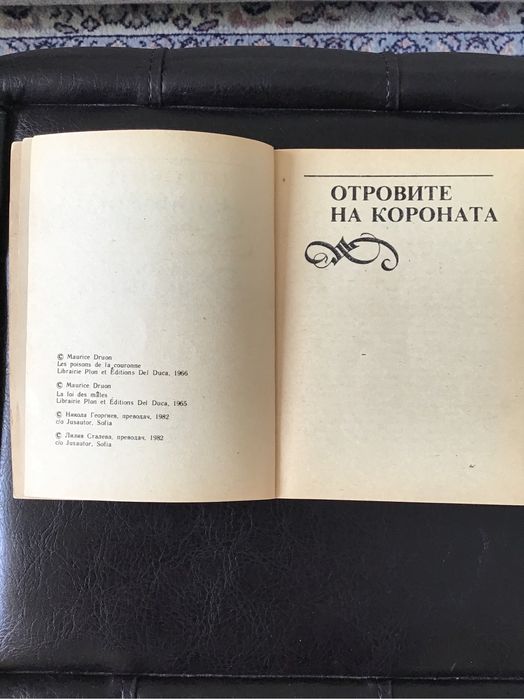 © Maurice Druon
Les poisons de la couronne
Librairie Plon et Éditions Del Duca, 1966
© Maurice Druon
La loi des mâles
Librairie Plon et Éditions Del Duca, 1965
© Никола Георгиев, преводач, 1982
c/o Jusautor, Sofia
© Лилия Сталева, преводач, 1982
c/o Jusautor, Sofia
ОТРОВИТЕ
НА КОРОНАТА